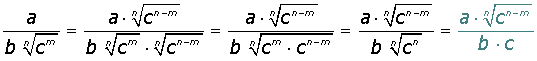 a / (b ⁿ√(cᵐ)) = (a · ⁿ√(cⁿ⁻ᵐ)) / (b ⁿ√(cᵐ) · ⁿ√(cⁿ⁻ᵐ)) = (a · ⁿ√(cⁿ⁻ᵐ)) / (b ⁿ√(cᵐ · cⁿ⁻ᵐ)) = (a · ⁿ√(cⁿ⁻ᵐ)) / (b ⁿ√(cⁿ)) = (a · ⁿ√(cⁿ⁻ᵐ)) / (b · c)